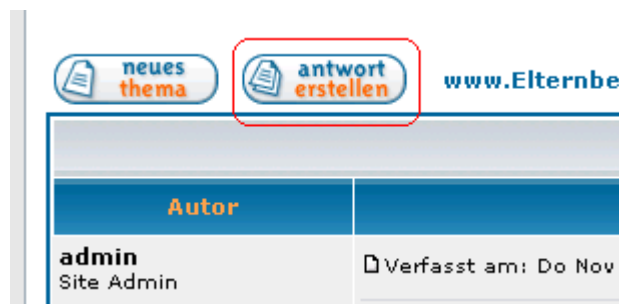 neues
thema
antwort
erstellen
www.Elternbe
Autor
admin
Site Admin
Verfasst am: Do Nov